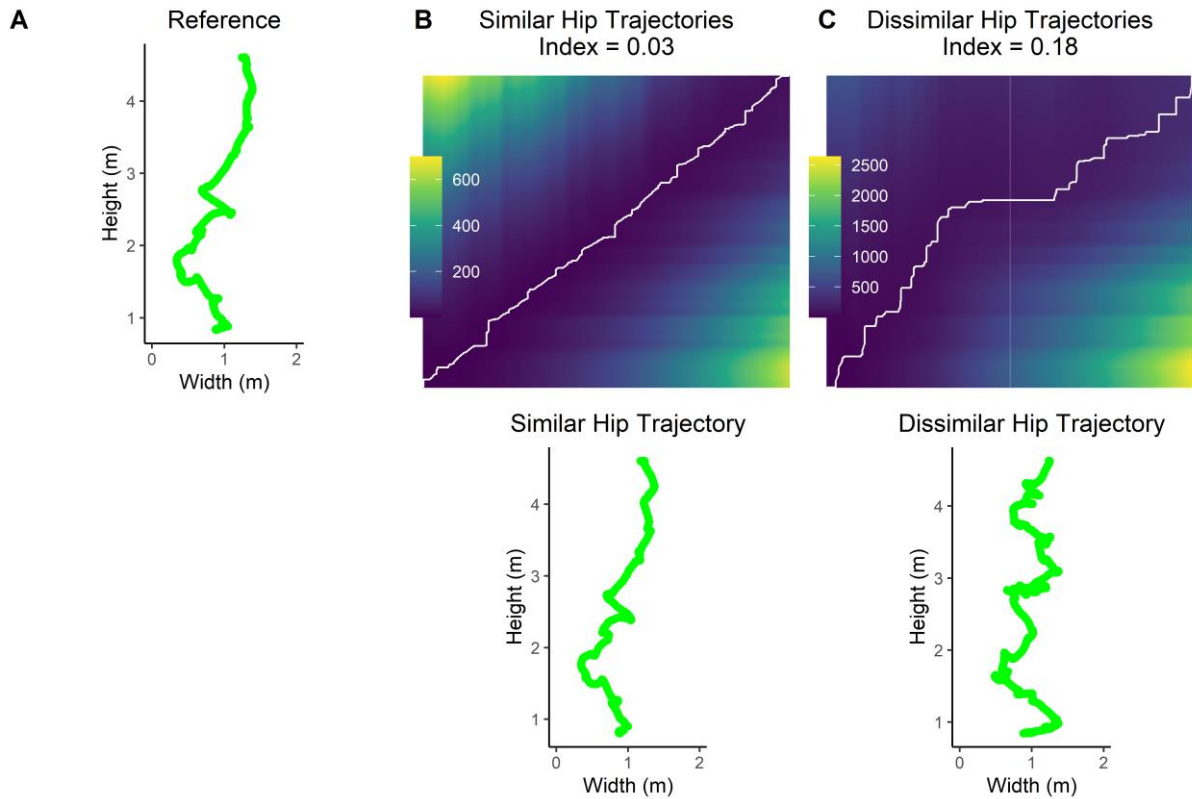 A
Reference
4
3
2
1
Height (m)
0 1 2
Width (m)
B
Similar Hip Trajectories
Index = 0.03
600
400
200
Similar Hip Trajectory
4
3
2
1
Height (m)
0 1 2
Width (m)
C
Dissimilar Hip Trajectories
Index = 0.18
2500
2000
1500
1000
500
Dissimilar Hip Trajectory
4
3
2
1
Height (m)
0 1 2
Width (m)